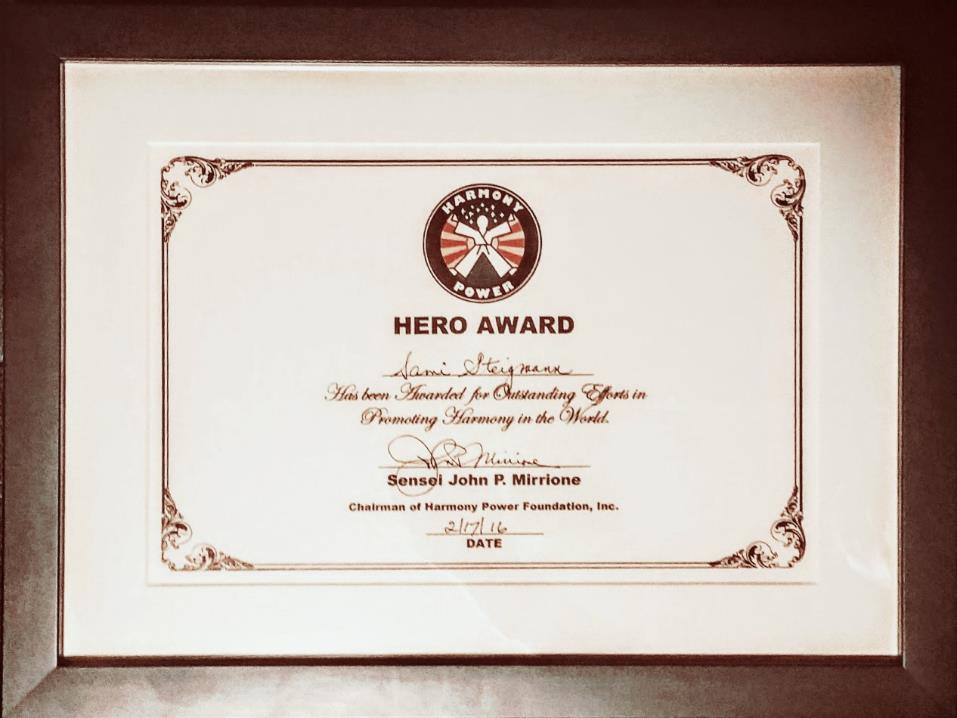 HARMONY
POWER
HERO AWARD
Sami Steigmann
Has been Awarded for Outstanding Efforts in
Promoting Harmony in the World.
John P Mirrione
Sensei John P. Mirrione
Chairman of Harmony Power Foundation, Inc.
2/17/16
DATE